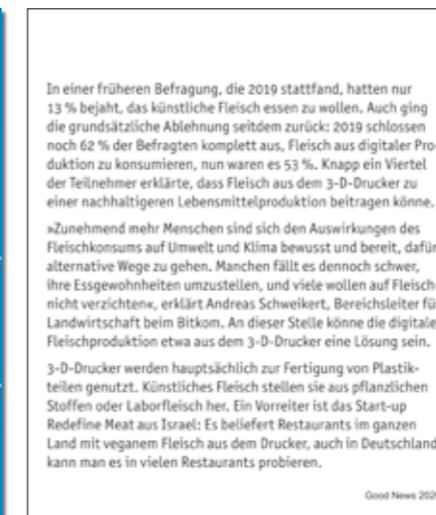 In einer früheren Befragung, die 2019 stattfand, hatten nur
13 % bejaht, das künstliche Fleisch essen zu wollen. Auch ging
die grundsätzliche Ablehnung seitdem zurück: 2019 schlossen
noch 62 % der Befragten komplett aus, Fleisch aus digitaler Pro-
duktion zu konsumieren, nun waren es 53 %. Knapp ein Viertel
der Teilnehmer erklärte, dass Fleisch aus dem 3-D-Drucker zu
einer nachhaltigeren Lebensmittelproduktion beitragen könne.
»Zunehmend mehr Menschen sind sich den Auswirkungen des
Fleischkonsums auf Umwelt und Klima bewusst und bereit, dafür
alternative Wege zu gehen. Manchen fällt es dennoch schwer,
ihre Essgewohnheiten umzustellen, und viele wollen auf Fleisch
nicht verzichten«, erklärt Andreas Schweikert, Bereichsleiter fü
Landwirtschaft beim Bitkom. An dieser Stelle könne die digitale
Fleischproduktion etwa aus dem 3-D-Drucker eine Lösung sein.
3-D-Drucker werden hauptsächlich zur Fertigung von Plastik-
teilen genutzt. Künstliches Fleisch stellen sie aus pflanzlichen
Stoffen oder Laborfleisch her. Ein Vorreiter ist das Start-up
Redefine Meat aus Israel: Es beliefert Restaurants im ganzen
Land mit veganem Fleisch aus dem Drucker, auch in Deutschland
kann man es in vielen Restaurants probieren.
Good News